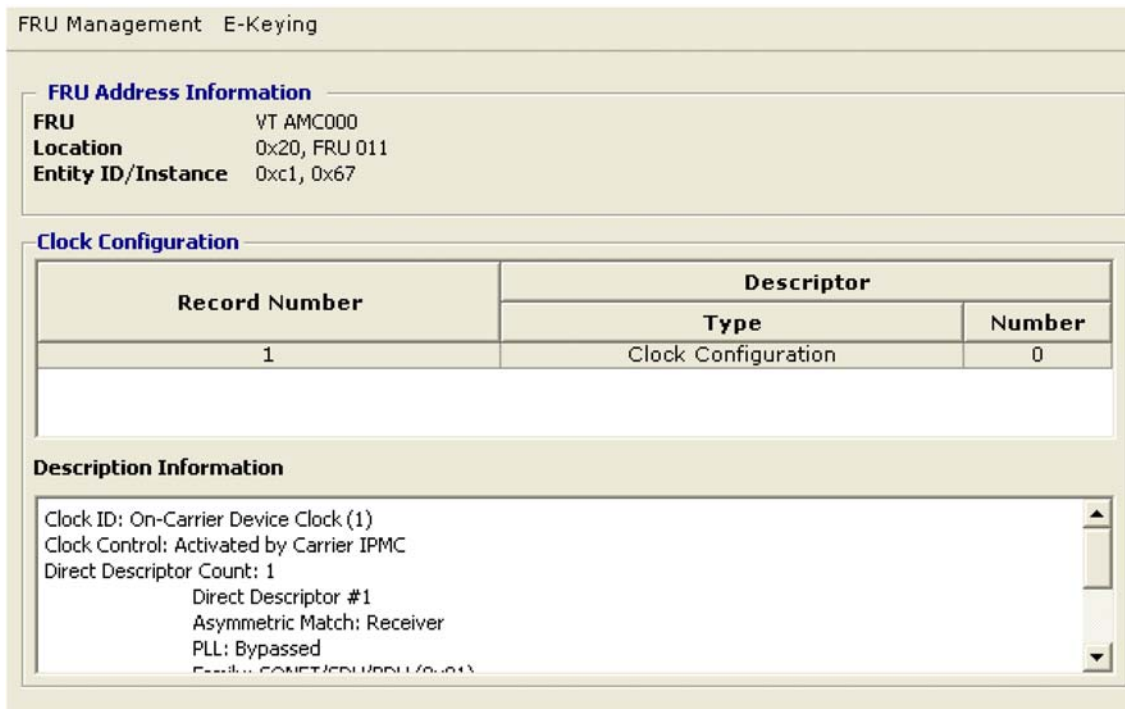 FRU Management E-Keying
FRU Address Information
FRU VT AMC000
Location 0x20, FRU 011
Entity ID/Instance 0xc1, 0x67
Clock Configuration
Record Number
Descriptor
Type Number
1 Clock Configuration 0
Description Information
Clock ID: On-Carrier Device Clock (1)
Clock Control: Activated by Carrier IPMC
Direct Descriptor Count: 1
Direct Descriptor #1
Asymmetric Match: Receiver
PLL: Bypassed